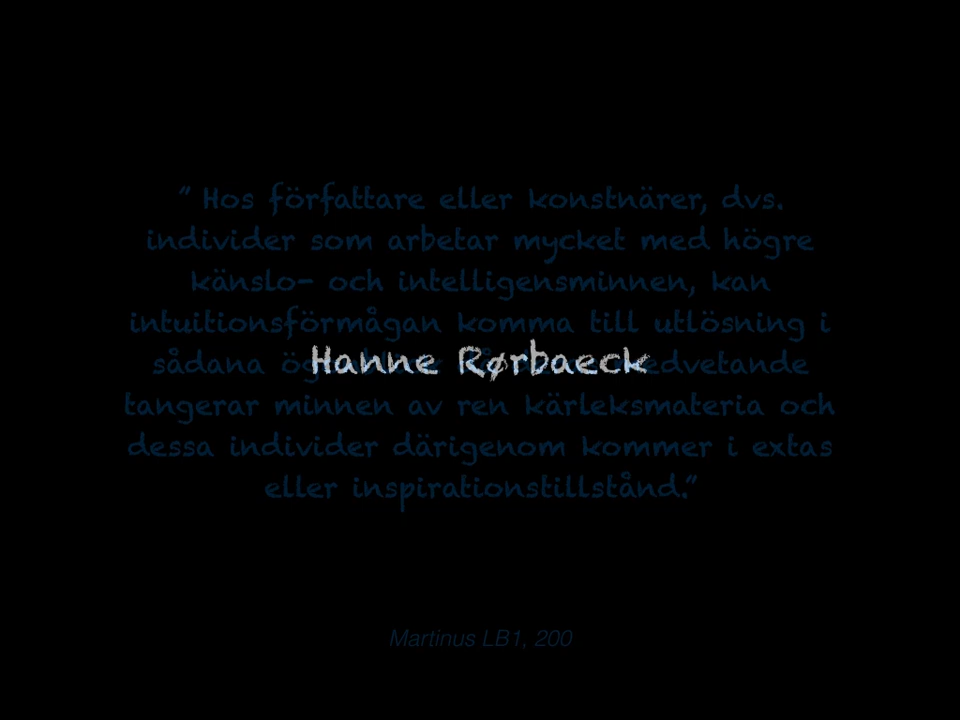 ” Hos författare eller konstnärer, dvs.
individer som arbetar mycket med högre
känslo- och intelligensminnen, kan
intuitionsförmågan komma till utlösning i
sådana
Hanne Rørbaeck
tangerar minnen av ren kärleksmateria och
dessa individer därigenom kommer i extas
eller inspirationstillstånd.”
Martinus LB1, 200